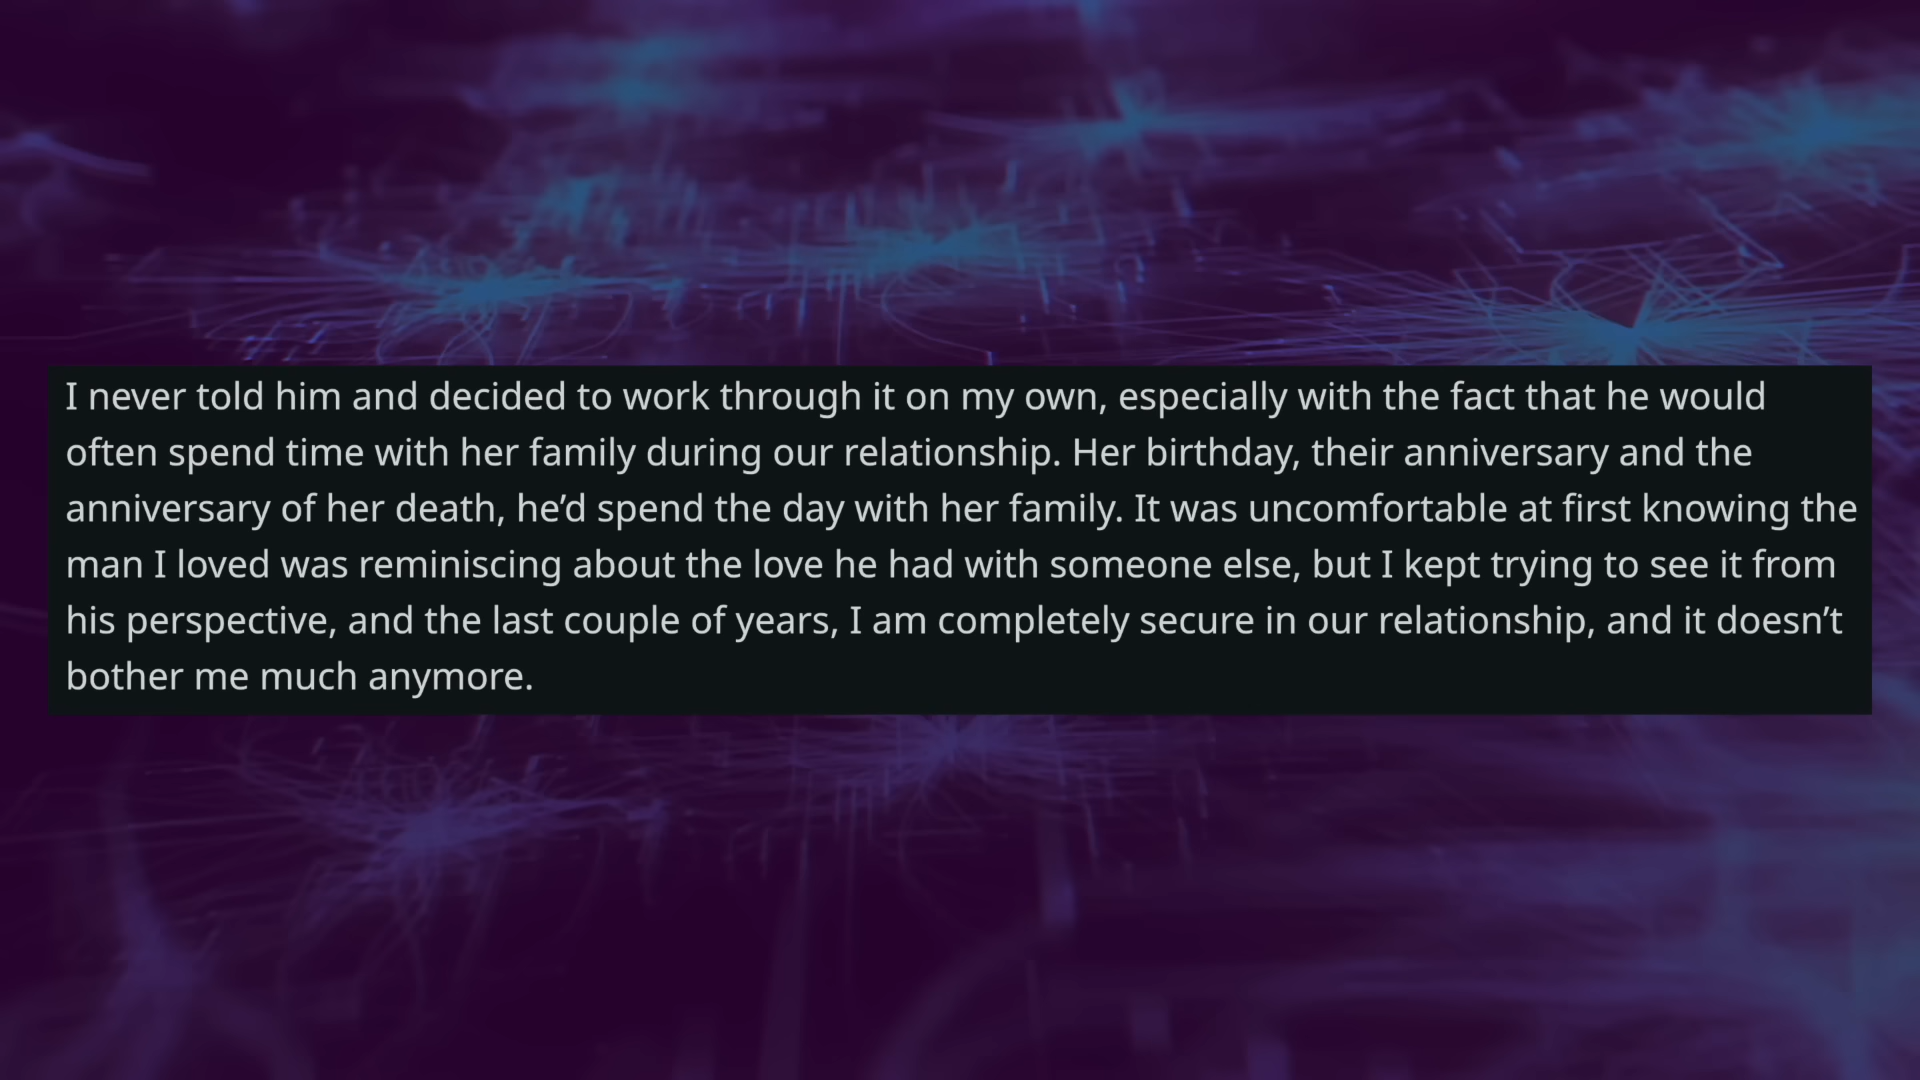 I never told him and decided to work through it on my own, especially with the fact that he would
often spend time with her family during our relationship. Her birthday, their anniversary and the
anniversary of her death, he’d spend the day with her family. It was uncomfortable at first knowing the
man I loved was reminiscing about the love he had with someone else, but I kept trying to see it from
his perspective, and the last couple of years, I am completely secure in our relationship, and it doesn’t
bother me much anymore.